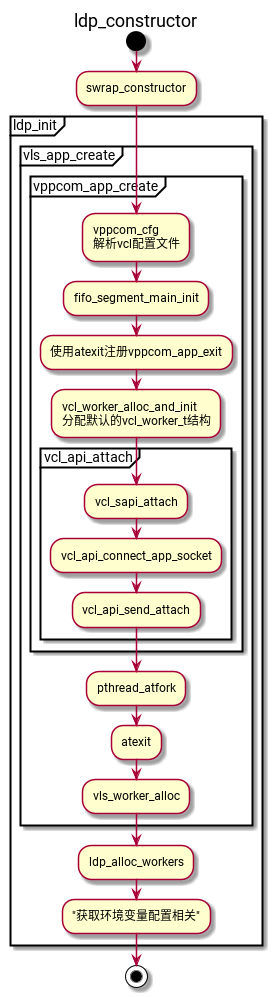 ldp_constructor
swrap_constructor
ldp_init
vls_app_create
vppcom_app_create
vppcom_cfg
解析vcl配置文件
fifo_segment_main_init
使用atexit注册vppcom_app_exit
vcl_worker_alloc_and_init
分配默认的vcl_worker_t结构
vcl_api_attach
vcl_sapi_attach
vcl_api_connect_app_socket
vcl_api_send_attach
pthread_atfork
atexit
vls_worker_alloc
ldp_alloc_workers
"获取环境变量配置相关"